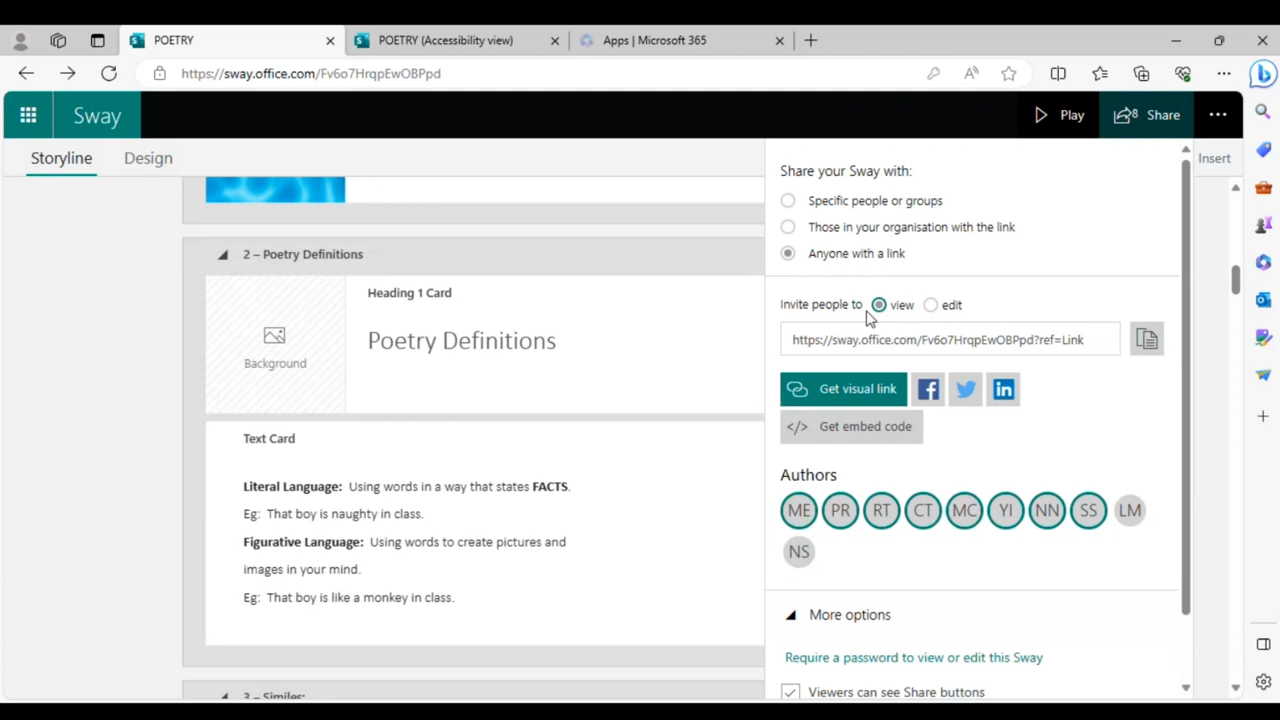 POETRY
POETRY (Accessibility view)
Apps | Microsoft 365
https://sway.office.com/Fv6o7HrqpEwOBPpd
Sway
Play
8 Share
Storyline
Design
Insert
Share your Sway with:
Specific people or groups
Those in your organisation with the link
Anyone with a link
2 – Poetry Definitions
Heading 1 Card
Poetry Definitions
Background
Invite people to view edit
https://sway.office.com/Fv6o7HrqpEwOBPpd?ref=Link
Get visual link
</> Get embed code
Text Card
Literal Language: Using words in a way that states FACTS.
Eg: That boy is naughty in class.
Figurative Language: Using words to create pictures and
images in your mind.
Eg: That boy is like a monkey in class.
Authors
ME PR RT CT MC YI NN SS LM
NS
More options
Require a password to view or edit this Sway
Viewers can see Share buttons
3 – Similes: